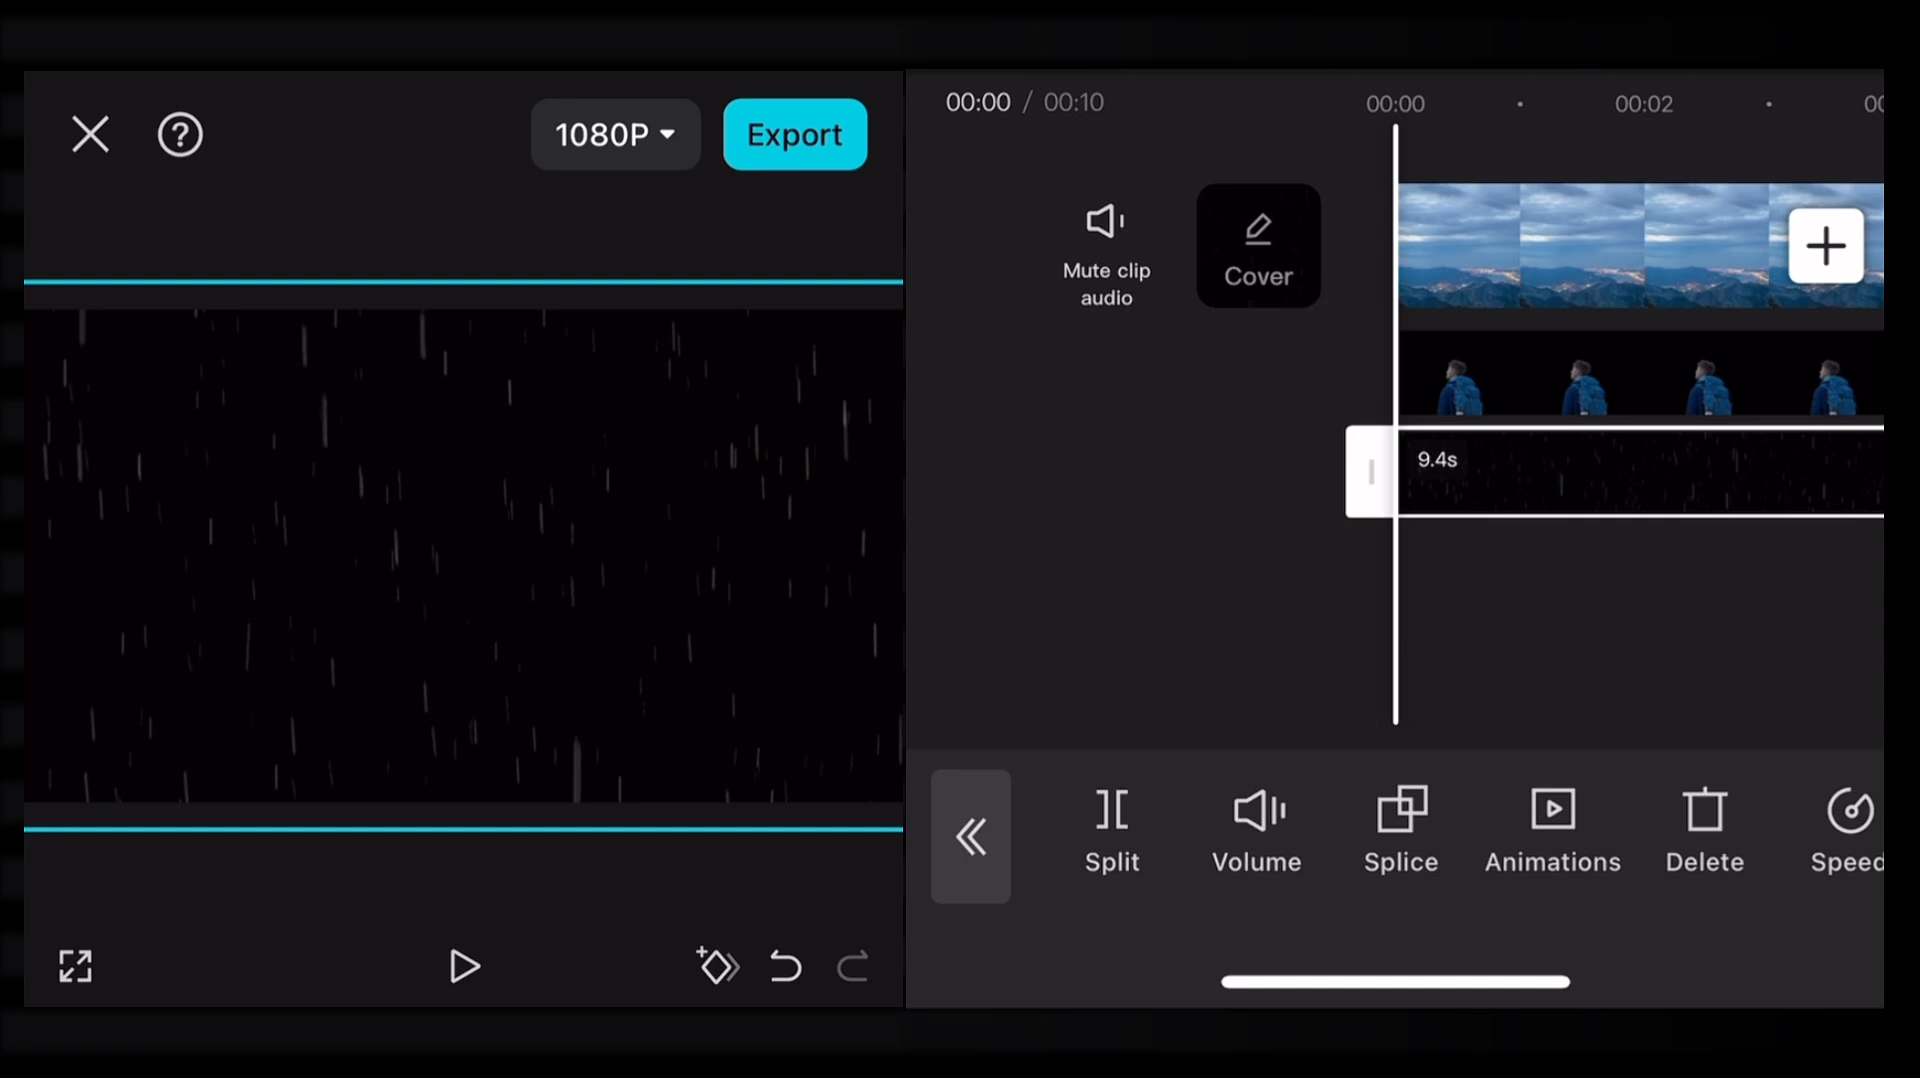 1080P
Export
00:00 / 00:10
00:00
00:02
Mute clip
audio
Cover
9.4s
Split
Volume
Splice
Animations
Delete
Speed